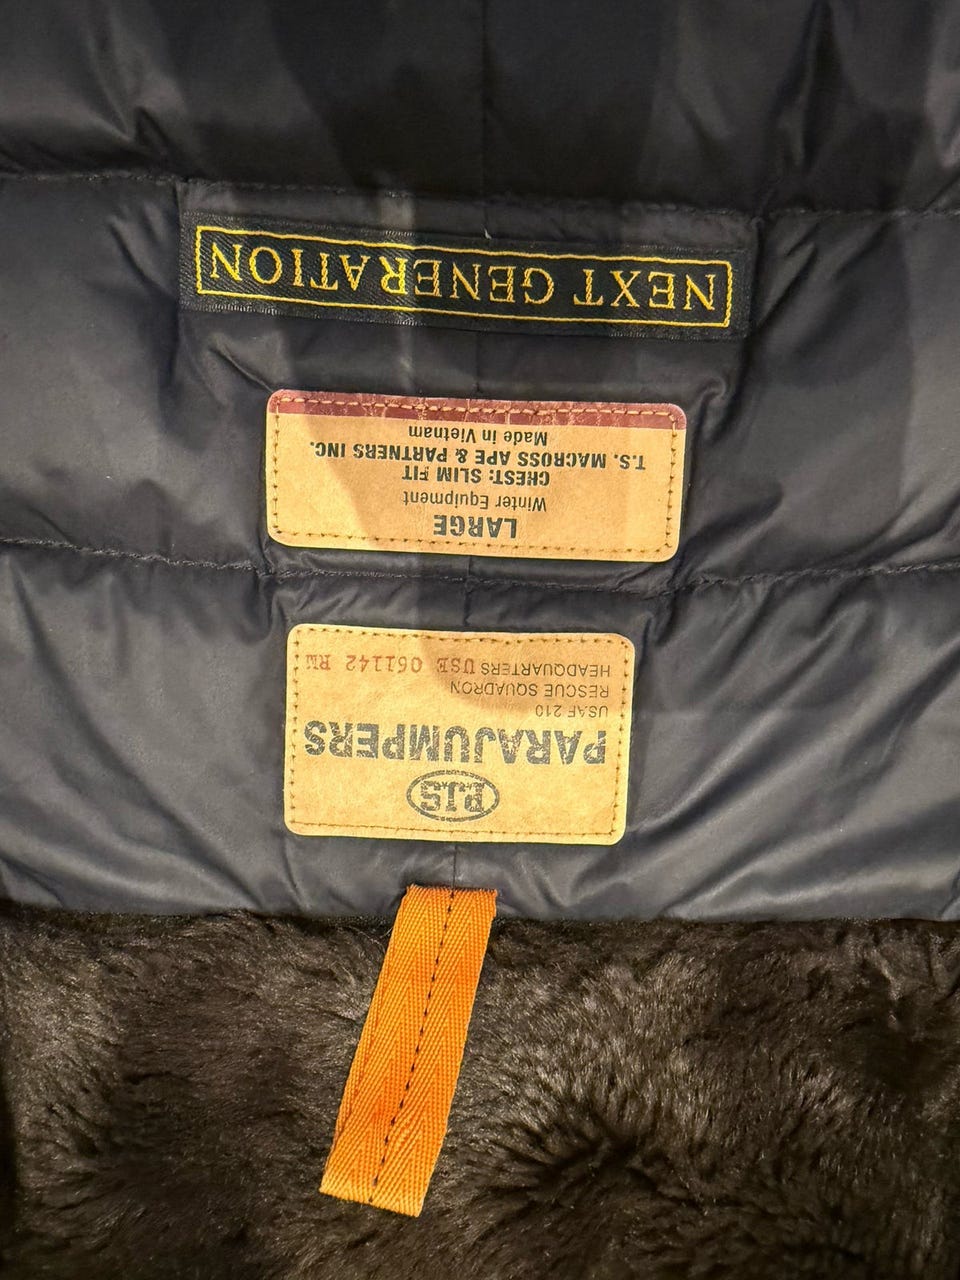 PJS
PARAJUMPERS
USAF 210
RESCUE SQUADRON
HEADQUARTERS USE 061142 RW
LARGE
Winter Equipment
CHEST: SLIM FIT
T.S. MACROSS APE & PARTNERS INC.
Made in Vietnam
NEXT GENERATION